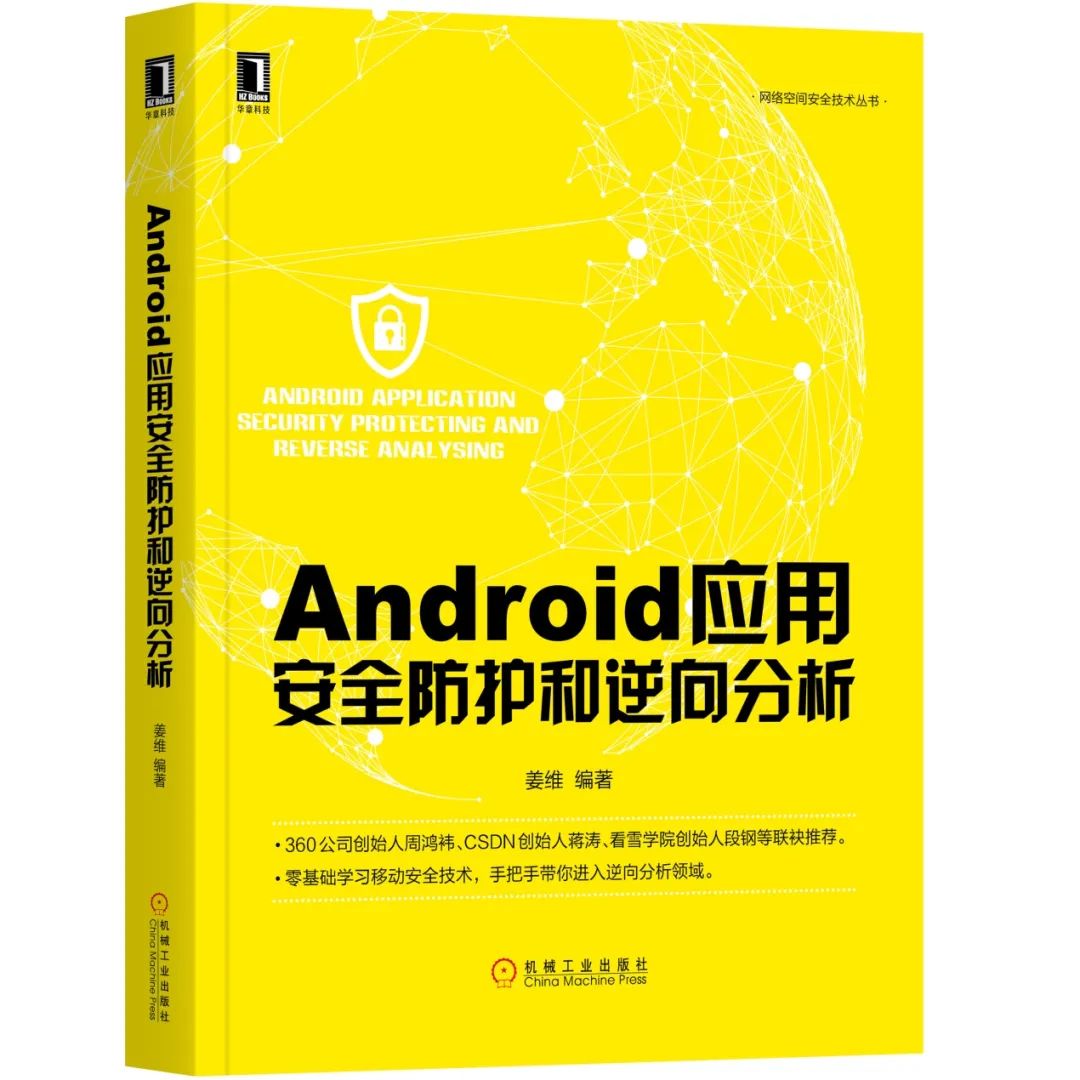 HZ BOOKS
华章科技
Android应用安全防护和逆向分析
姜维 编著
机械工业出版社
China Machine Press
HZ BOOKS
华章科技
·网络空间安全技术丛书·
ANDROID APPLICATION
SECURITY PROTECTING AND
REVERSE ANALYSING
Android应用
安全防护和逆向分析
姜维 编著
•360公司创始人周鸿祎、CSDN创始人蒋涛、看雪学院创始人段钢等联袂推荐。
•零基础学习移动安全技术，手把手带你进入逆向分析领域。
机械工业出版社
China Machine Press